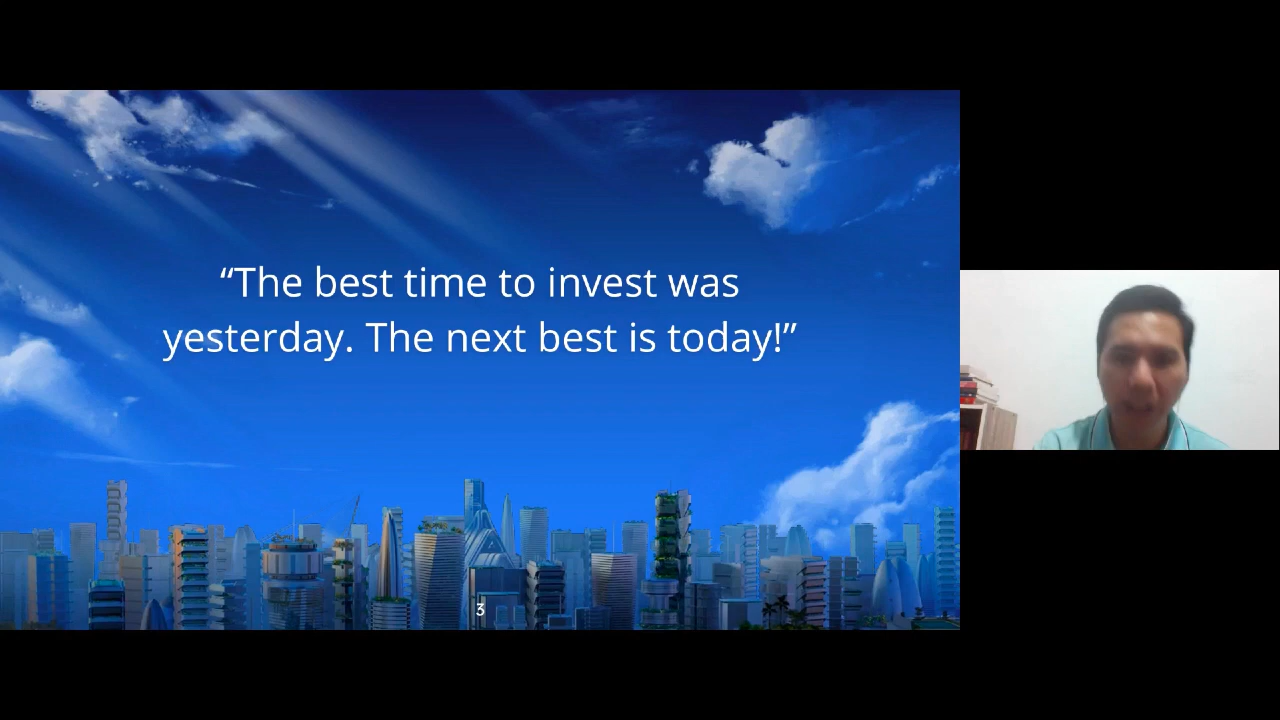 “The best time to invest was
yesterday. The next best is today!”
3